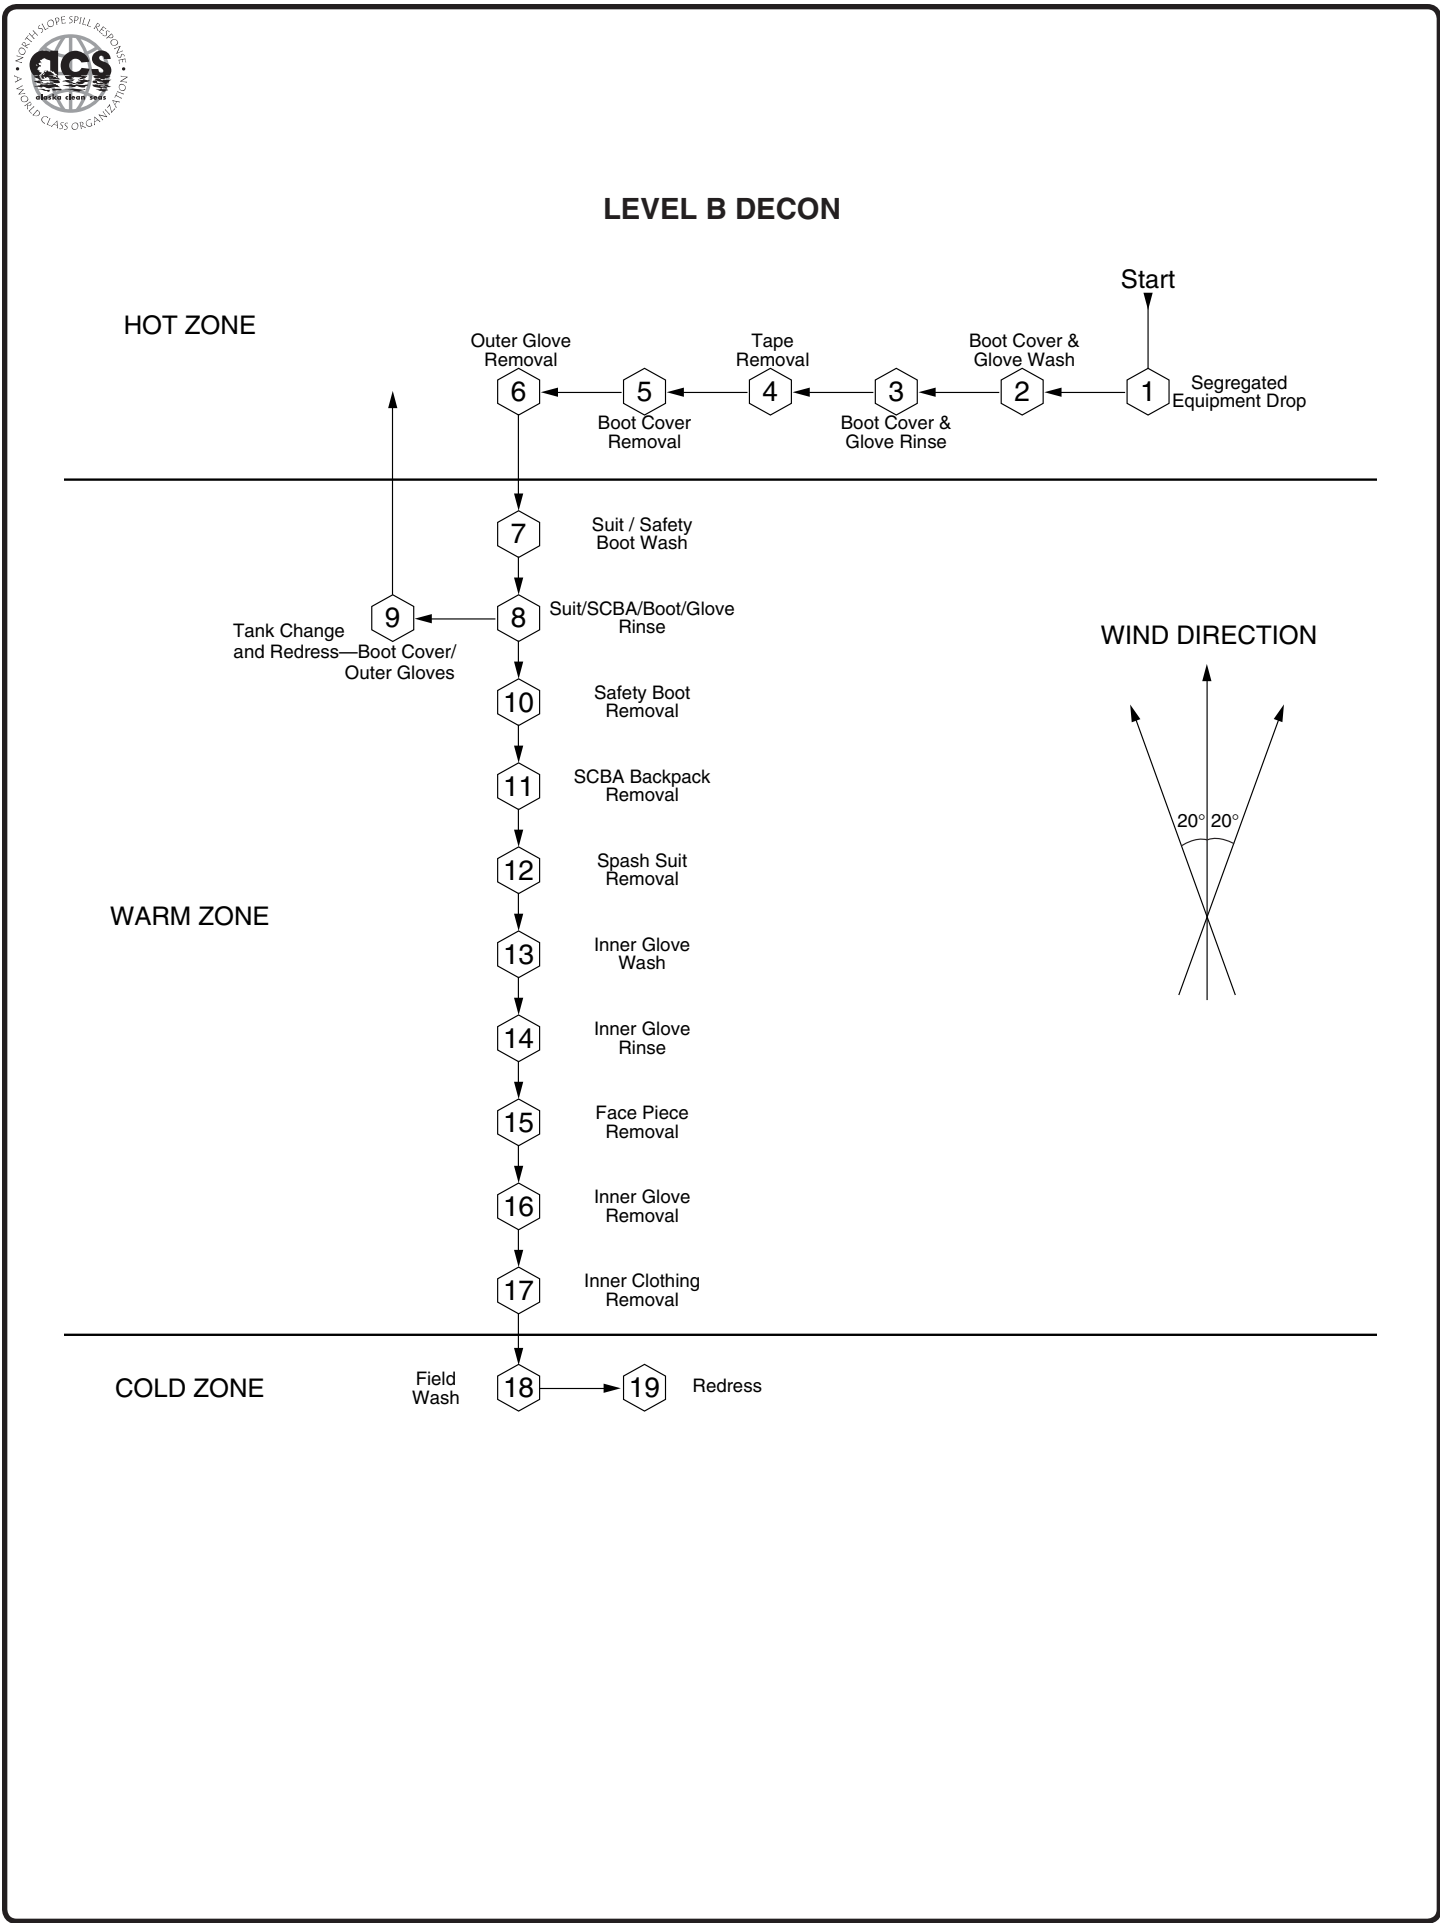 NORTH SLOPE SPILL RESPONSE
acs
alaska clean seas
A WORLD CLASS ORGANIZATION
LEVEL B DECON
Start
HOT ZONE
Outer Glove
Removal
Tape
Removal
Boot Cover &
Glove Wash
6
5
4
3
2
1
Segregated
Equipment Drop
Boot Cover
Removal
Boot Cover &
Glove Rinse
7
Suit / Safety
Boot Wash
9
8
Suit/SCBA/Boot/Glove
Rinse
Tank Change
and Redress—Boot Cover/
Outer Gloves
WIND DIRECTION
10
Safety Boot
Removal
11
SCBA Backpack
Removal
20° 20°
12
Spash Suit
Removal
WARM ZONE
13
Inner Glove
Wash
14
Inner Glove
Rinse
15
Face Piece
Removal
16
Inner Glove
Removal
17
Inner Clothing
Removal
COLD ZONE
Field
Wash
18
19
Redress